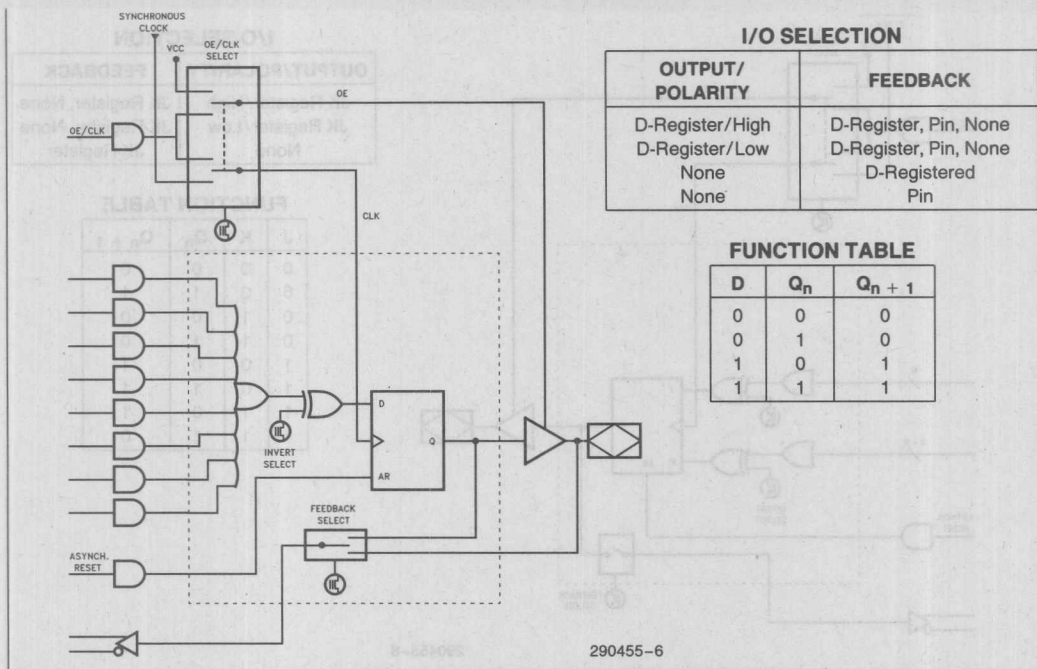 SYNCHRONOUS
CLOCK
VCC
OE/CLK
SELECT
OE
OE/CLK
CLK
D
Q
AR
INVERT
SELECT
FEEDBACK
SELECT
ASYNCH.
RESET
I/O SELECTION
OUTPUT/ POLARITY FEEDBACK
D-Register/High D-Register, Pin, None
D-Register/Low D-Register, Pin, None
None D-Registered
None Pin
FUNCTION TABLE
D Qn Qn + 1
0 0 0
0 1 0
1 0 1
1 1 1
290455-6